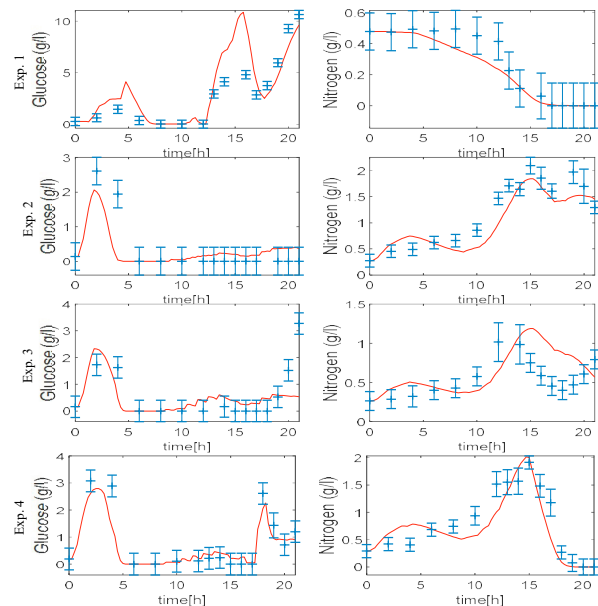 Exp. 1
Glucose (g/l)
10
5
0
0 5 10 15 20
time[h]
Nitrogen (g/l)
0.6
0.4
0.2
0
0 5 10 15 20
time[h]
Exp. 2
Glucose (g/l)
3
2
1
0
0 5 10 15 20
time[h]
Nitrogen (g/l)
2
1.5
1
0.5
0
0 5 10 15 20
time[h]
Exp. 3
Glucose (g/l)
4
3
2
1
0
0 5 10 15 20
time[h]
Nitrogen (g/l)
1.5
1
0.5
0
0 5 10 15 20
time[h]
Exp. 4
Glucose (g/l)
4
3
2
1
0
0 5 10 15 20
time[h]
Nitrogen (g/l)
2
1.5
1
0.5
0
0 5 10 15 20
time[h]